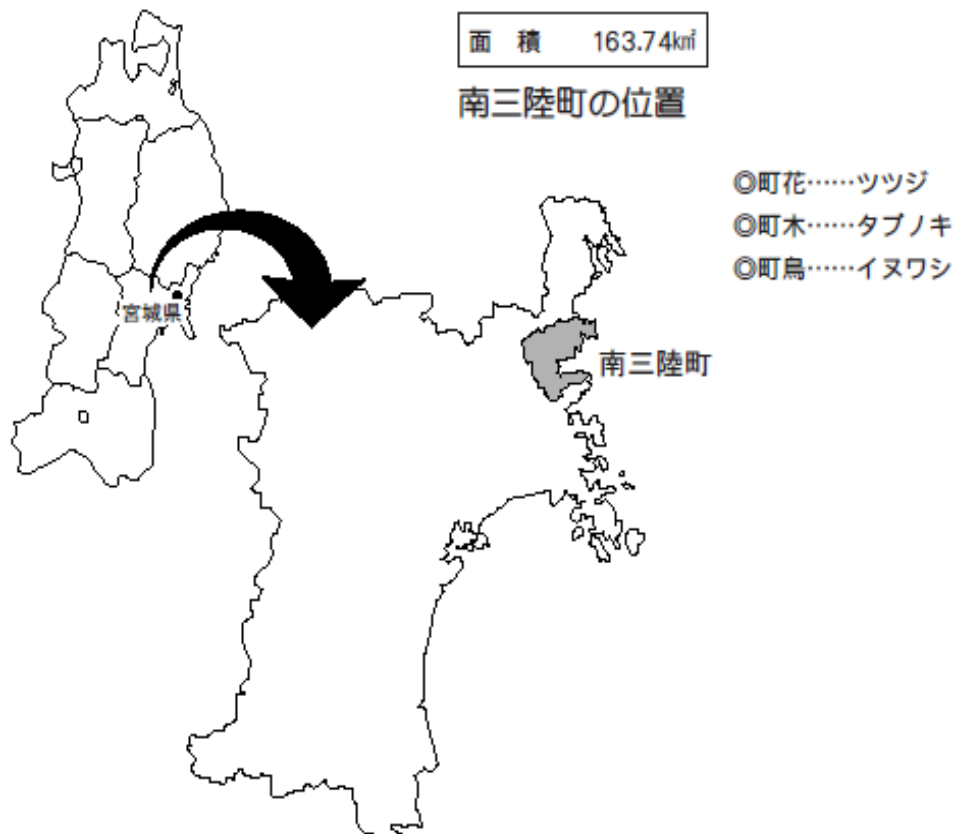 面 積 163.74㎢
南三陸町の位置
◎町花……ツツジ
◎町木……タブノキ
◎町鳥……イヌワシ
宮城県
南三陸町